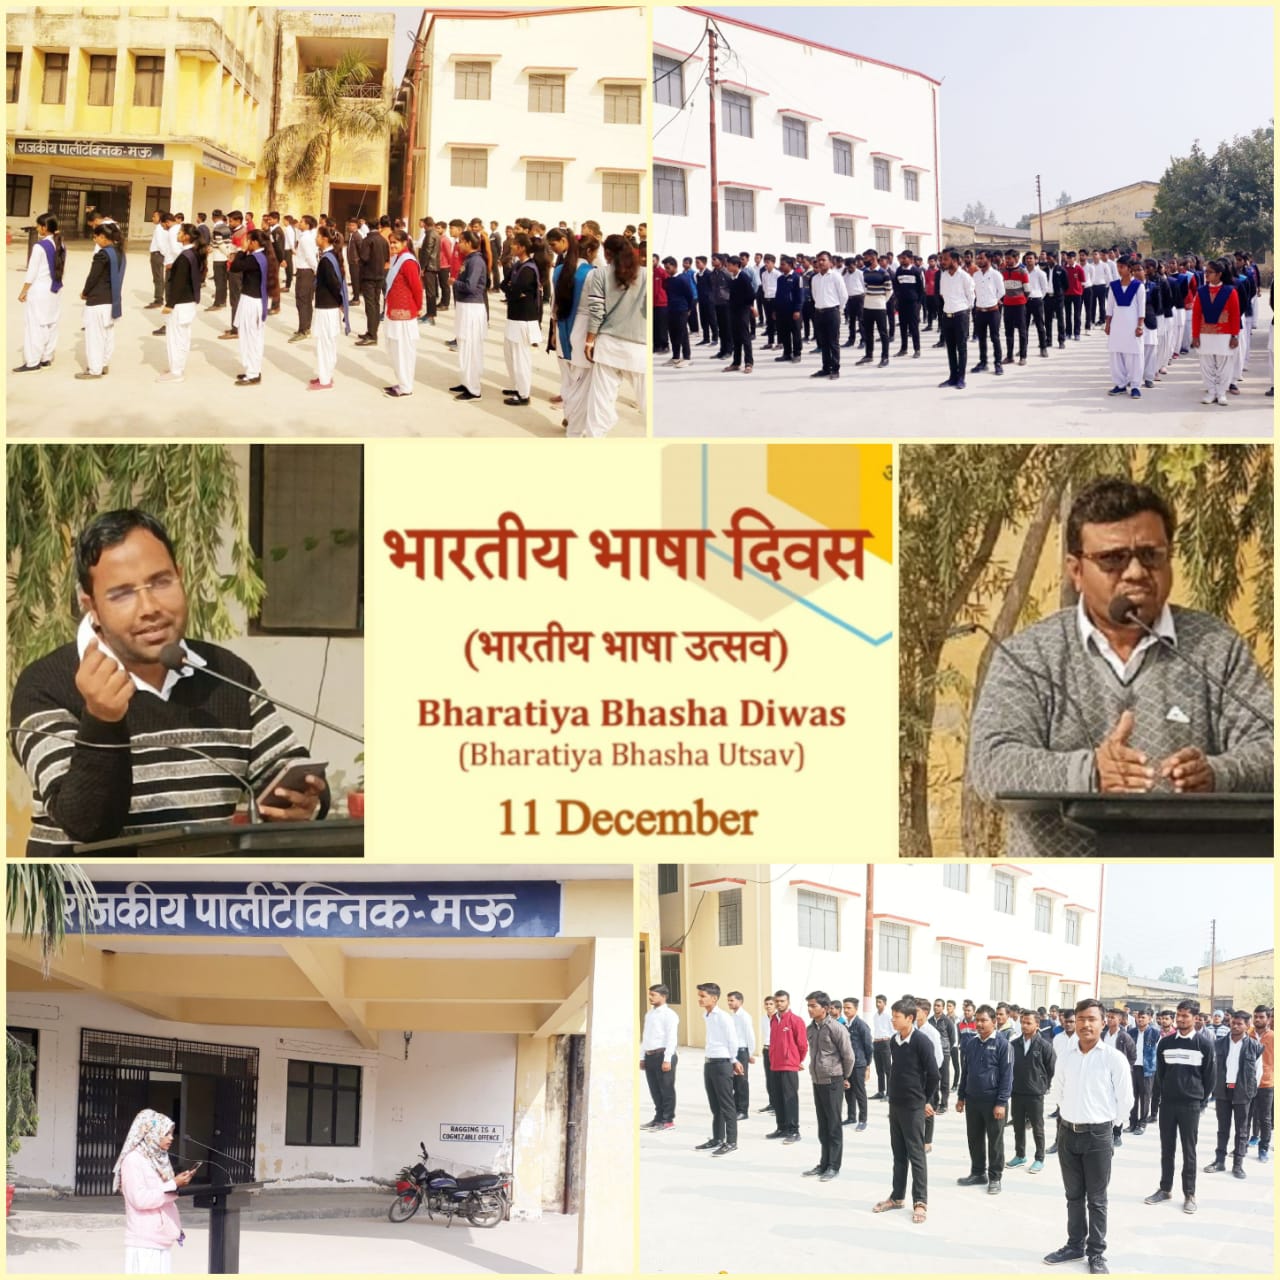 राजकीय पालीटेक्निक-मऊ
भारतीय भाषा दिवस
(भारतीय भाषा उत्सव)
Bharatiya Bhasha Diwas
(Bharatiya Bhasha Utsav)
11 December
राजकीय पालीटेक्निक-मऊ
RAGGING IS A
COGNIZABLE OFFENCE